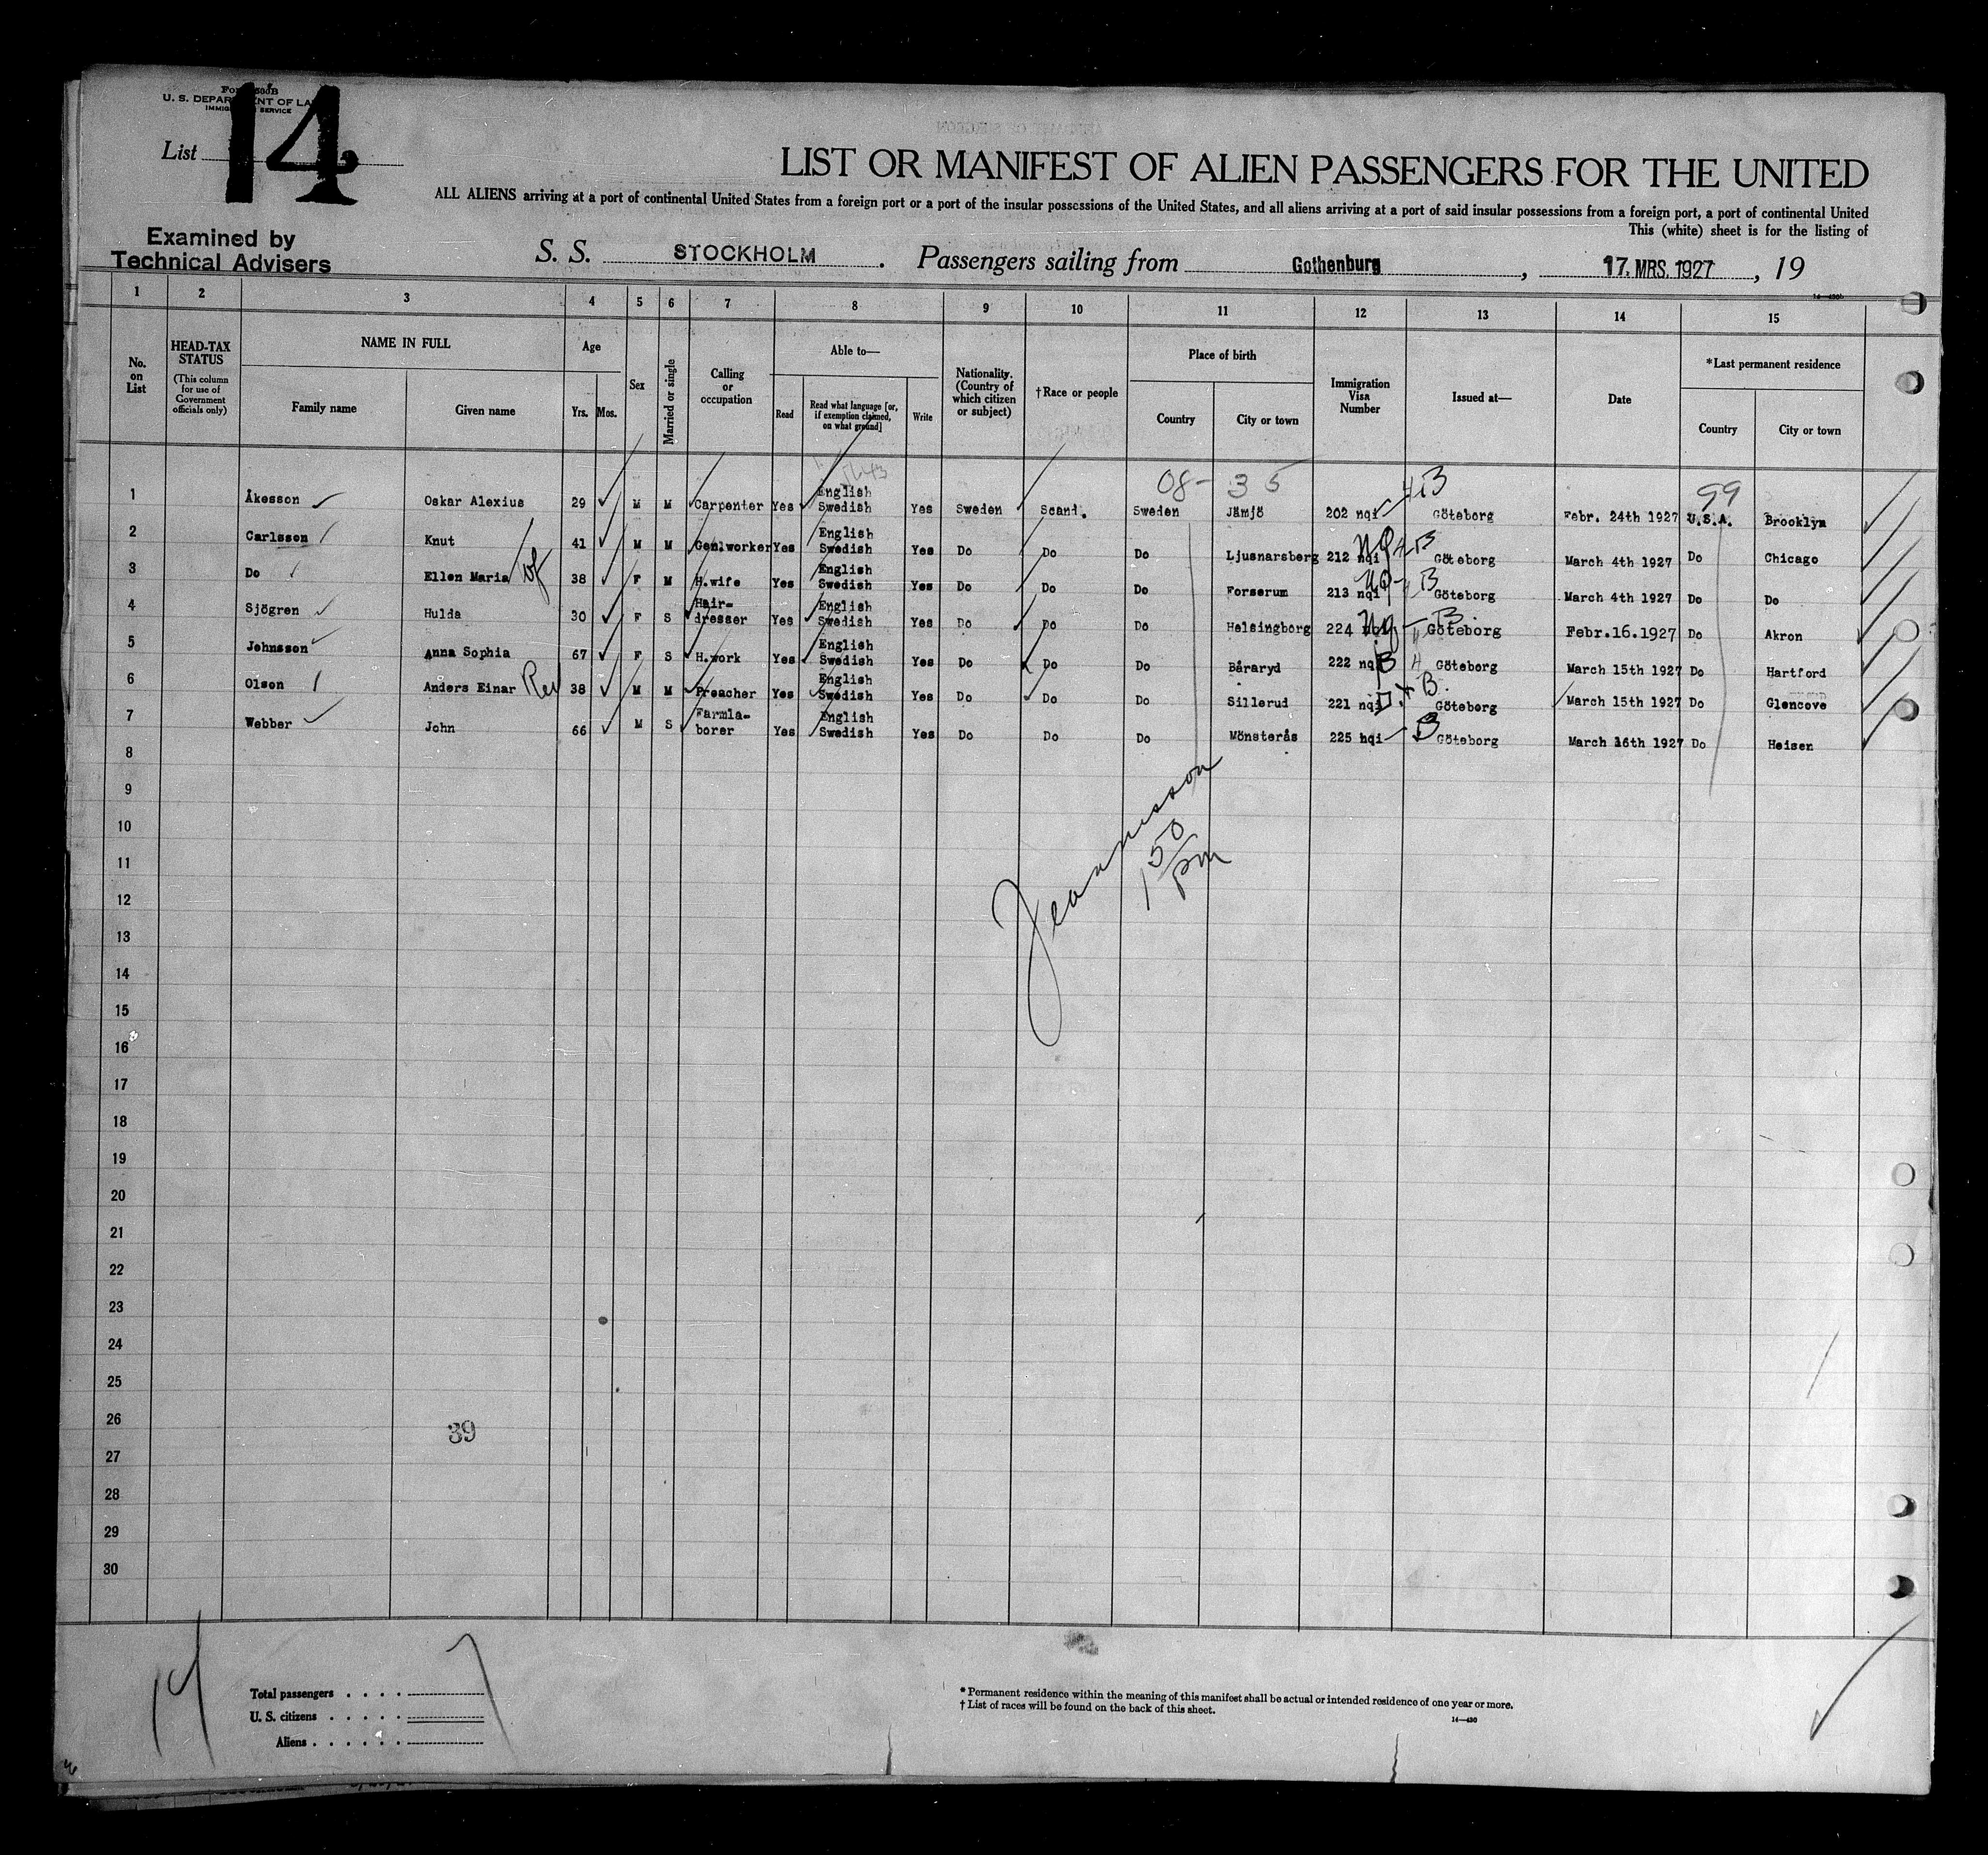 Form 500B
U. S. DEPARTMENT OF LA
IMMIGRATION SERVICE
List 14
LIST OR MANIFEST OF ALIEN PASSENGERS FOR THE UNITED
ALL ALIENS arriving at a port of continental United States from a foreign port or a port of the insular possessions of the United States, and all aliens arriving at a port of said insular possessions from a foreign port, a port of continental United
This (white) sheet is for the listing of
Examined by
Technical Advisers
S. S. STOCKHOLM. Passengers sailing from Gothenburg, 17. MRS. 1927, 19
1 2 3 4 5 6 7 8 9 10 11 12 13 14 15
No. on List
HEAD-TAX STATUS
(This column for use of Government officials only)
NAME IN FULL
Family name Given name
Age
Yrs. Mos.
Sex
Married or single
Calling or occupation
Able to—
Read
Read what language [or, if exemption claimed, on what ground]
Write
Nationality. (Country of which citizen or subject)
†Race or people
Place of birth
Country City or town
Immigration Visa Number
Issued at—
Date
*Last permanent residence
Country City or town
08- 35
99
1 Åkesson Oskar Alexius 29 M M Carpenter Yes English Swedish Yes Sweden Scand. Sweden Jämjö 202 nqi B Göteborg Febr. 24th 1927 U.S.A. Brooklyn
2 Carlsson Knut 41 M M Gen.worker Yes English Swedish Yes Do Do Do Ljusnarsberg 212 nqi B Göteborg March 4th 1927 Do Chicago
3 Do Ellen Maria wf 38 F M H.wife Yes English Swedish Yes Do Do Do Forserum 213 nqi B Göteborg March 4th 1927 Do Do
4 Sjögren Hulda 30 F S Hair-dresser Yes English Swedish Yes Do Do Do Helsingborg 224 B Göteborg Febr.16.1927 Do Akron
5 Johnsson Anna Sophia 67 F S H.work Yes English Swedish Yes Do Do Do Båraryd 222 nqi B Göteborg March 15th 1927 Do Hartford
6 Olson Anders Einar Rev 38 M M Preacher Yes English Swedish Yes Do Do Do Sillerud 221 nqi B. Göteborg March 15th 1927 Do Glencove
7 Webber John 66 M S Farmla-borer Yes English Swedish Yes Do Do Do Mönsterås 225 nqi B Göteborg March 16th 1927 Do Heisen
8
9
10
11
12
13
14
15
16
17
18
19
20
21
22
23
24
25
26
27
28
29
30
1 50 pm
39
14
Total passengers 7
U. S. citizens
Aliens
* Permanent residence within the meaning of this manifest shall be actual or intended residence of one year or more.
† List of races will be found on the back of this sheet.
14—430